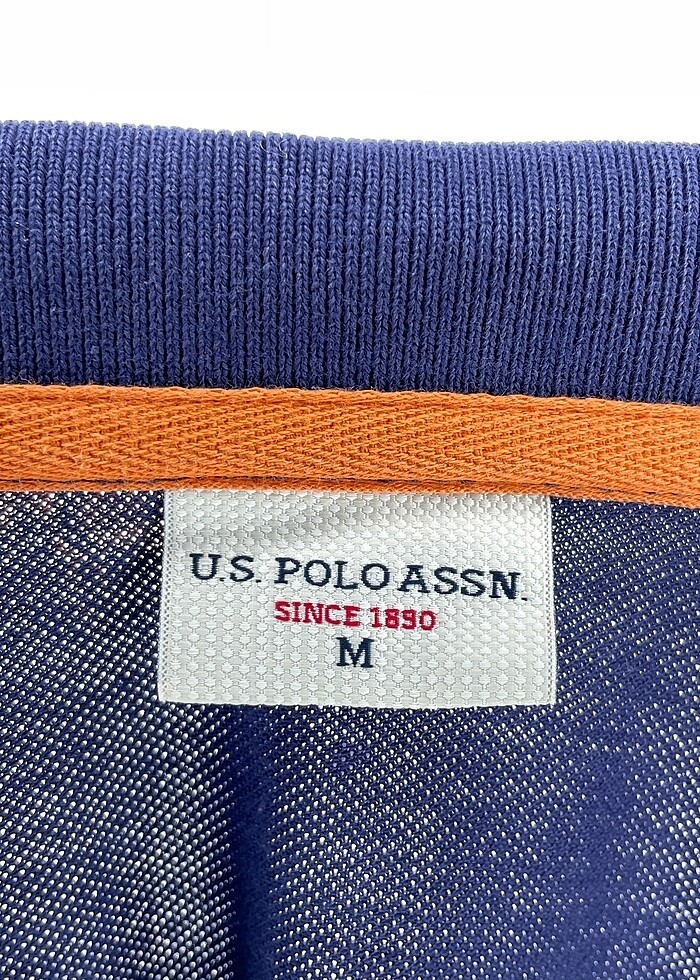 U.S. POLO ASSN.
SINCE 1890
M